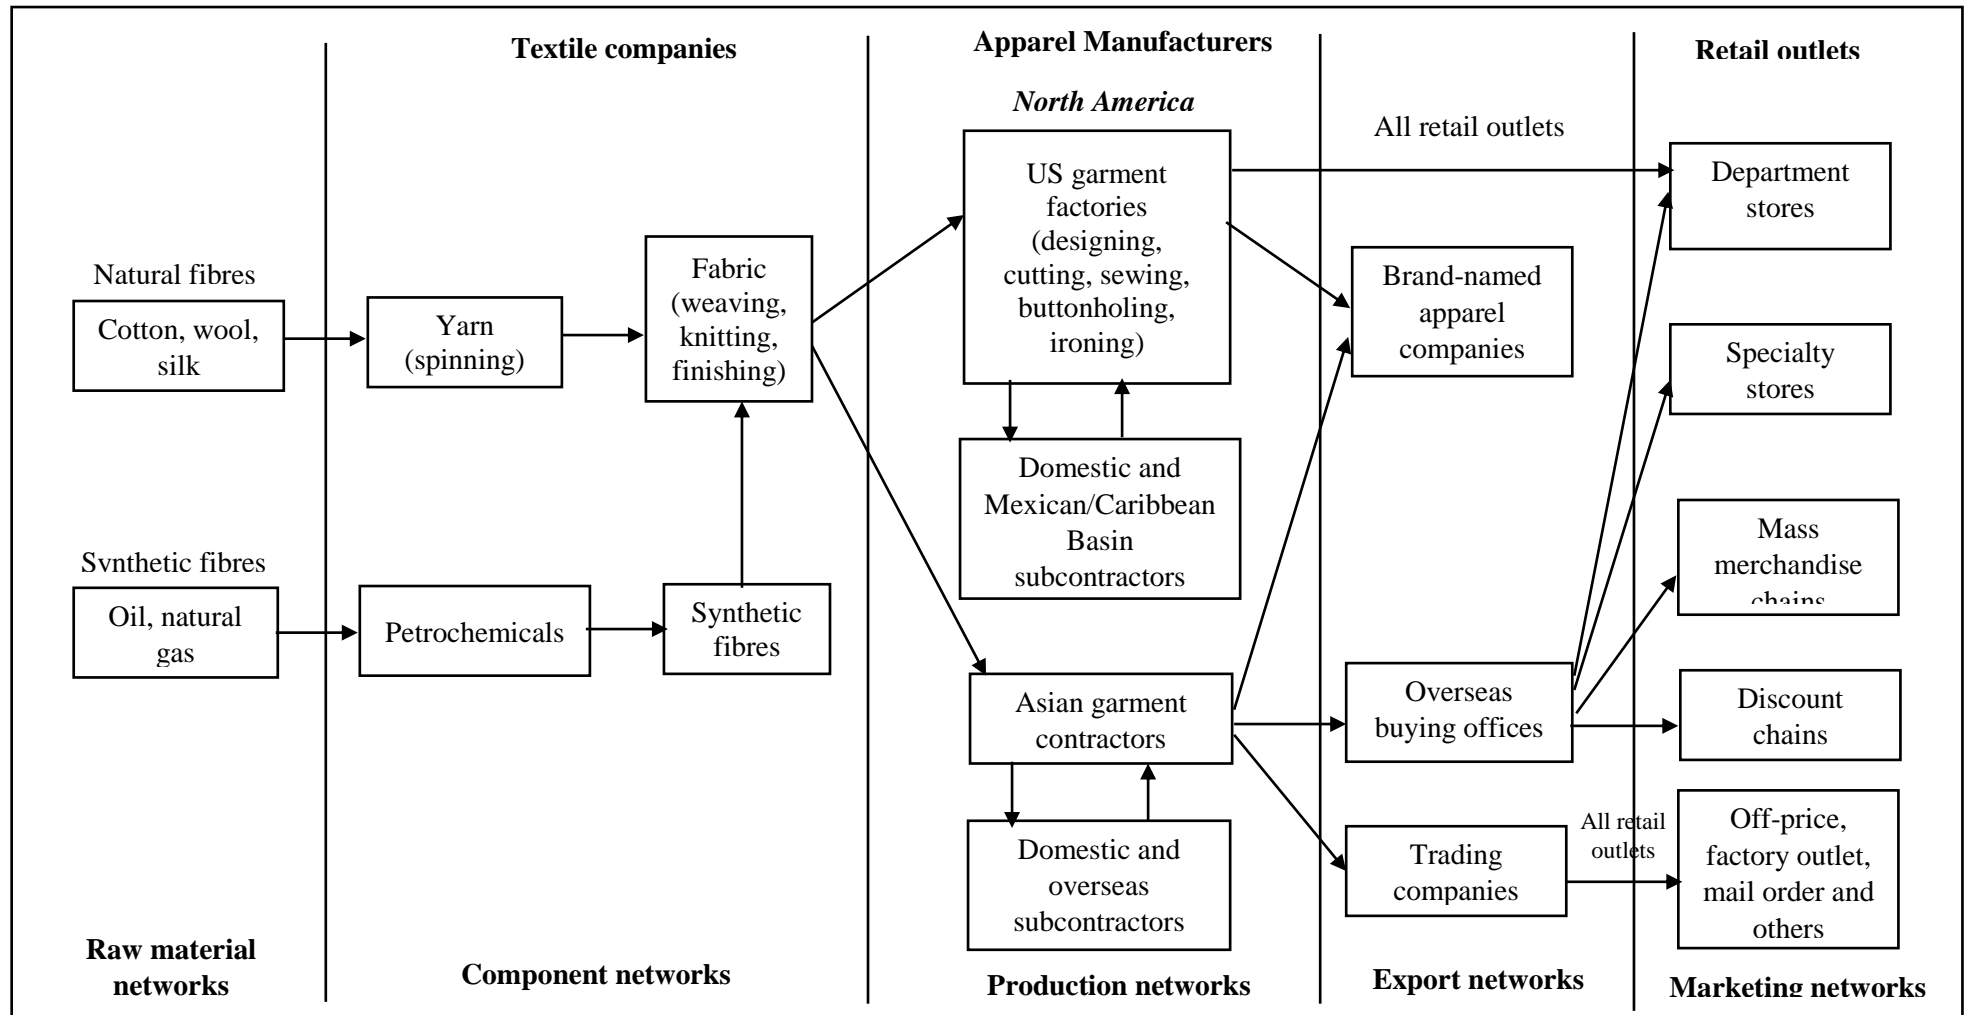 Textile companies
Apparel Manufacturers
Retail outlets
North America
All retail outlets
Natural fibres
Cotton, wool,
silk
Yarn
(spinning)
Fabric
(weaving,
knitting,
finishing)
US garment
factories
(designing,
cutting, sewing,
buttonholing,
ironing)
Domestic and
Mexican/Caribbean
Basin
subcontractors
Brand-named
apparel
companies
Department
stores
Specialty
stores
Mass
merchandise
chains
Synthetic fibres
Oil, natural
gas
Petrochemicals
Synthetic
fibres
Asian garment
contractors
Domestic and
overseas
subcontractors
Overseas
buying offices
Discount
chains
Trading
companies
All retail
outlets
Off-price,
factory outlet,
mail order and
others
Raw material
networks
Component networks
Production networks
Export networks
Marketing networks